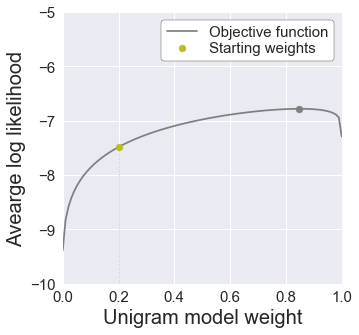 Avearge log likelihood
−5
−6
−7
−8
−9
−10
Objective function
Starting weights
0.0 0.2 0.4 0.6 0.8 1.0
Unigram model weight